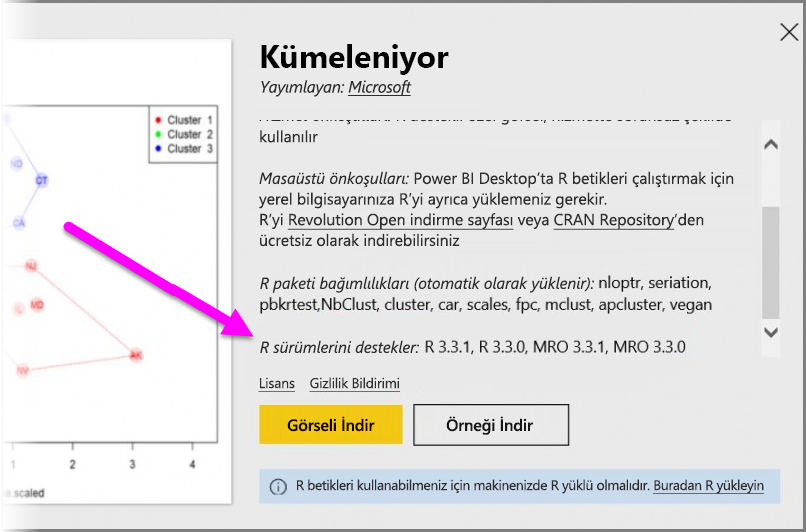 Kümeleniyor
Yayımlayan: Microsoft
kullanılır
Masaüstü önkoşulları: Power BI Desktop'ta R betikleri çalıştırmak için
yerel bilgisayarınıza R'yi ayrıca yüklemeniz gerekir.
R'yi Revolution Open indirme sayfası veya CRAN Repository'den
ücretsiz olarak indirebilirsiniz
R paketi bağımlılıkları (otomatik olarak yüklenir): nloptr, seriation,
pbkrtest,NbClust, cluster, car, scales, fpc, mclust, apcluster, vegan
R sürümlerini destekler: R 3.3.1, R 3.3.0, MRO 3.3.1, MRO 3.3.0
Lisans Gizlilik Bildirimi
Görseli İndir Örneği İndir
R betikleri kullanabilmeniz için makinenizde R yüklü olmalıdır. Buradan R yükleyin
Cluster 1
Cluster 2
Cluster 3
ND
CT
CA
NJ
MD
AK
NV
1 2 3 4
scaled